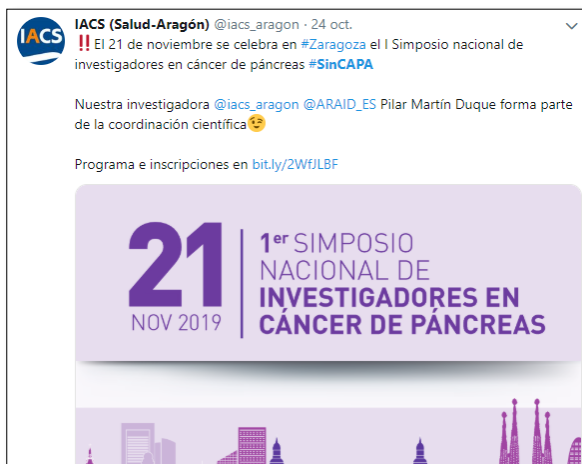 IACS
IACS (Salud-Aragón) @iacs_aragon · 24 oct.
‼️El 21 de noviembre se celebra en #Zaragoza el I Simposio nacional de
investigadores en cáncer de páncreas #SinCAPA
Nuestra investigadora @iacs_aragon @ARAID_ES Pilar Martín Duque forma parte
de la coordinación científica😉
Programa e inscripciones en bit.ly/2WfJLBF
21
NOV 2019
1er SIMPOSIO
NACIONAL DE
INVESTIGADORES EN
CÁNCER DE PÁNCREAS